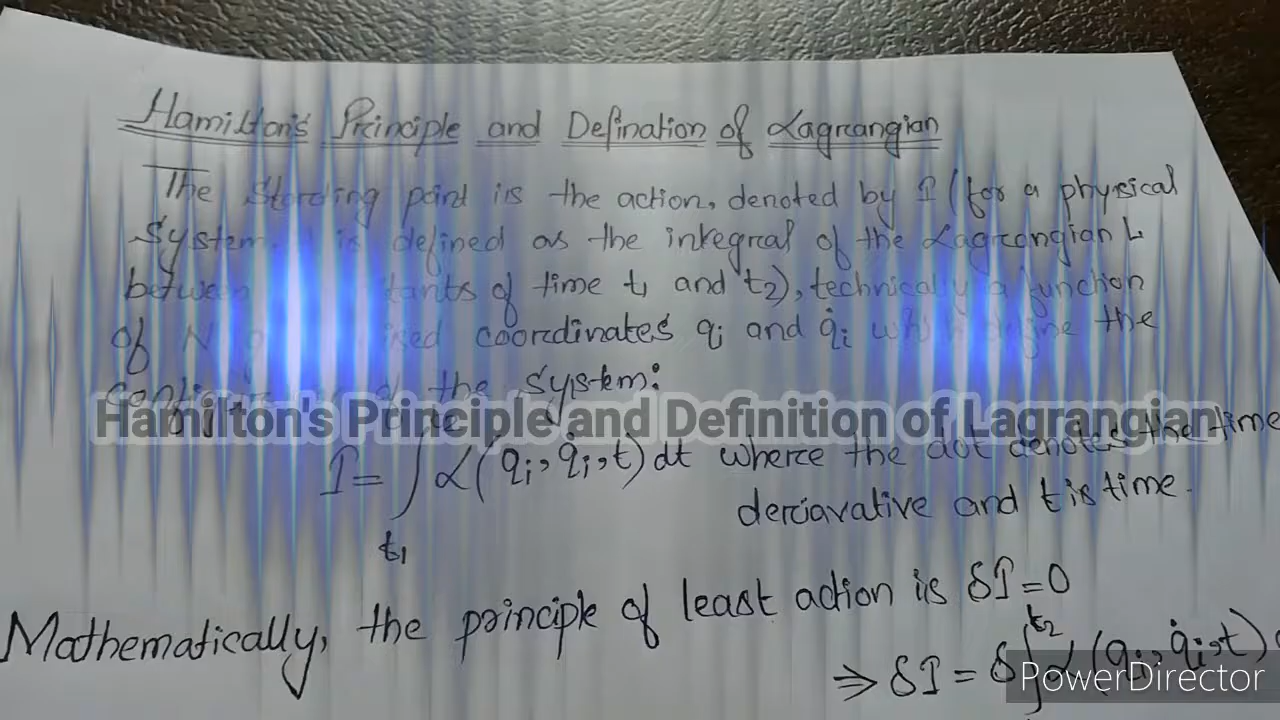 Hamilton's Principle and Defination of Lagrangian
The Starting point is the action, denoted by I (for a physical
System, is defined as the integral of the Lagrangian L
between tants of time t1 and t2), technically a function
of N coordinates qi and q̇i which define the
the system:
Hamilton's Principle and Definition of Lagrangian
I = ∫ L(qi, q̇i, t) dt where the dot denotes the time
deriavative and t is time.
t1
Mathematically, the principle of least action is δI = 0
t2
⇒ δI = δ∫ L(qi, q̇i, t)
PowerDirector